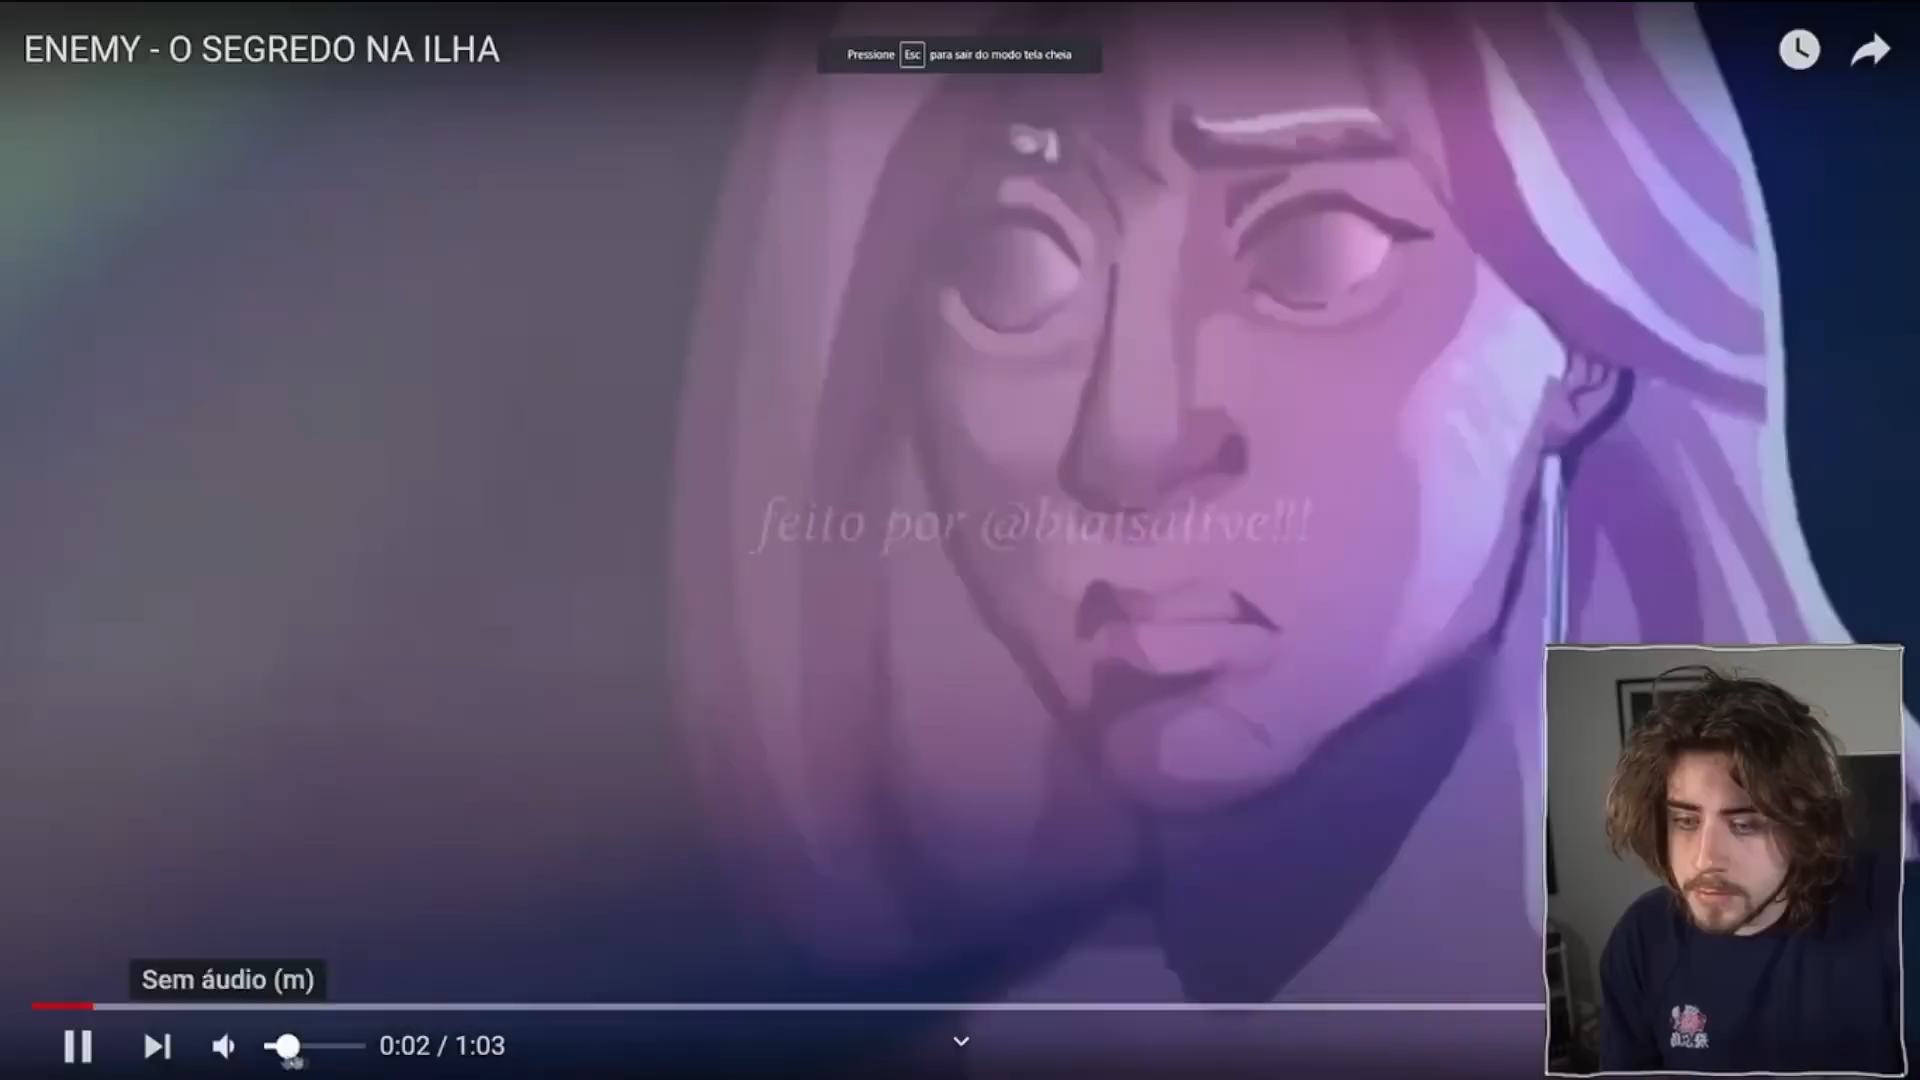 ENEMY - O SEGREDO NA ILHA
Pressione Esc para sair do modo tela cheia
feito por @biaisalive!!!
Sem áudio (m)
0:02 / 1:03